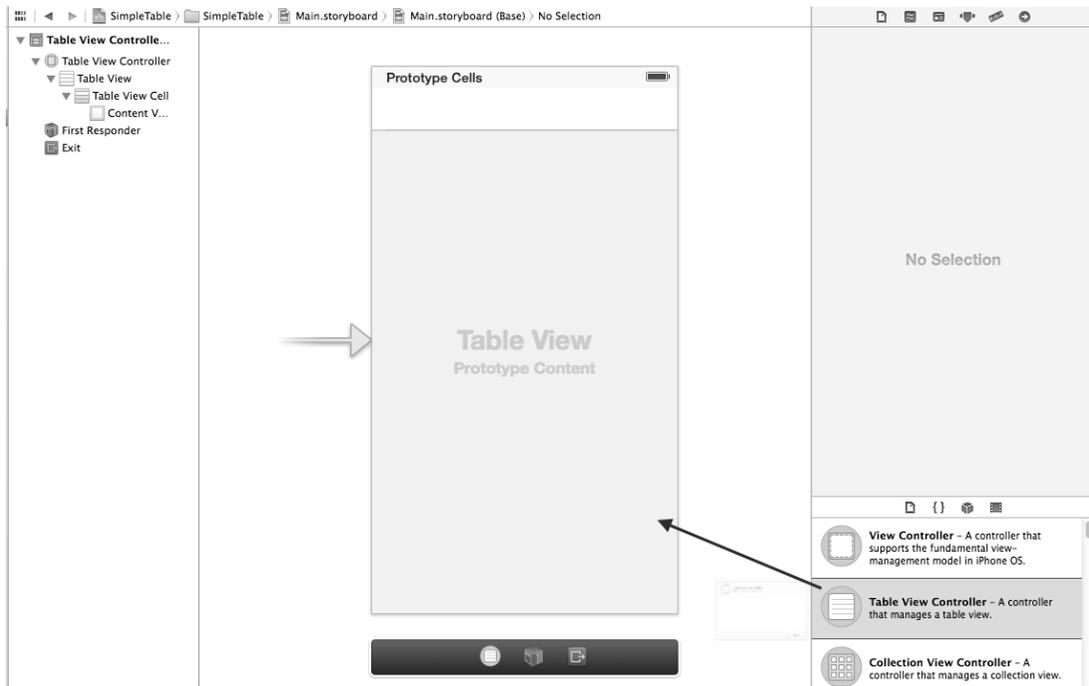 SimpleTable SimpleTable Main.storyboard Main.storyboard (Base) No Selection
Table View Controlle...
Table View Controller
Table View
Table View Cell
Content V...
First Responder
Exit
Prototype Cells
Table View
Prototype Content
No Selection
{ }
View Controller – A controller that
supports the fundamental view-
management model in iPhone OS.
Table View Controller – A controller
that manages a table view.
Collection View Controller – A
controller that manages a collection view.